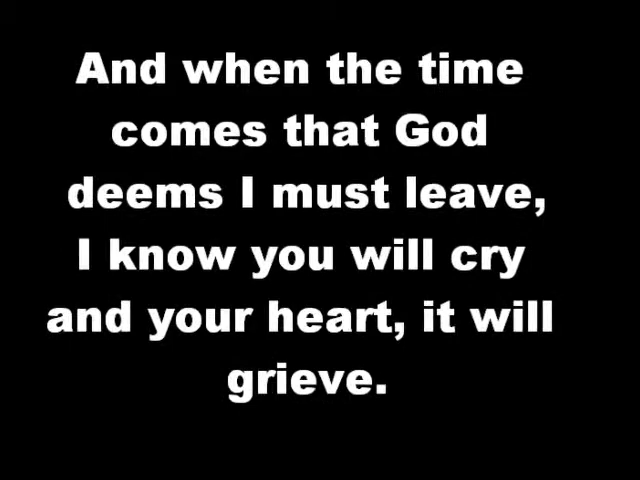 And when the time
comes that God
deems I must leave,
I know you will cry
and your heart, it will
grieve.